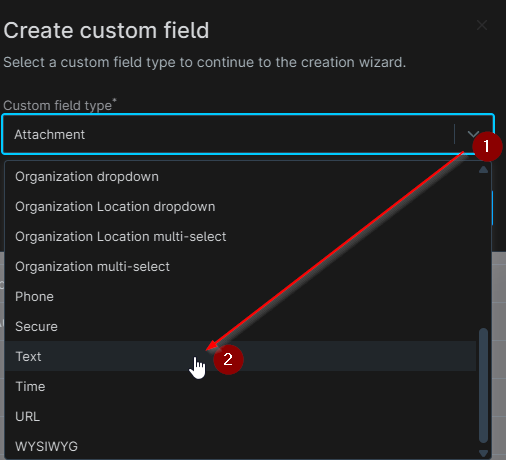 Create custom field
Select a custom field type to continue to the creation wizard.
Custom field type*
Attachment
1
Organization dropdown
Organization Location dropdown
Organization Location multi-select
Organization multi-select
Phone
Secure
Text
2
Time
URL
WYSIWYG